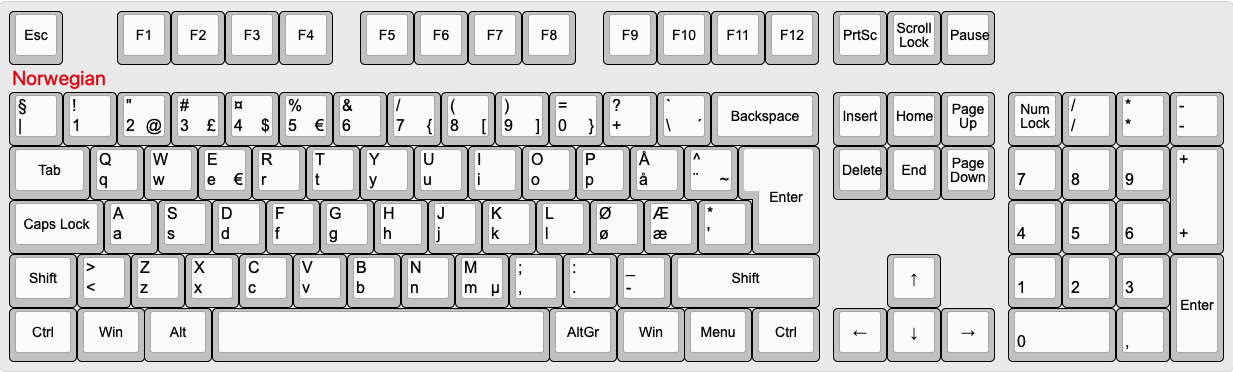 Esc F1 F2 F3 F4 F5 F6 F7 F8 F9 F10 F11 F12 PrtSc Scroll Lock Pause
Norwegian
§ | ! 1 " 2 @ # 3 £ ¤ 4 $ % 5 € & 6 / 7 { ( 8 [ ) 9 ] = 0 } ? + ` \ ´ Backspace Insert Home Page Up Num Lock / / * * - -
Tab Q q W w E e € R r T t Y y U u I i O o P p Å å ^ ¨ ~ Enter Delete End Page Down 7 8 9 + +
Caps Lock A a S s D d F f G g H h J j K k L l Ø ø Æ æ * ' 4 5 6
Shift > < Z z X x C c V v B b N n M m µ ; , : . _ - Shift ↑ 1 2 3 Enter
Ctrl Win Alt AltGr Win Menu Ctrl ← ↓ → 0 ,